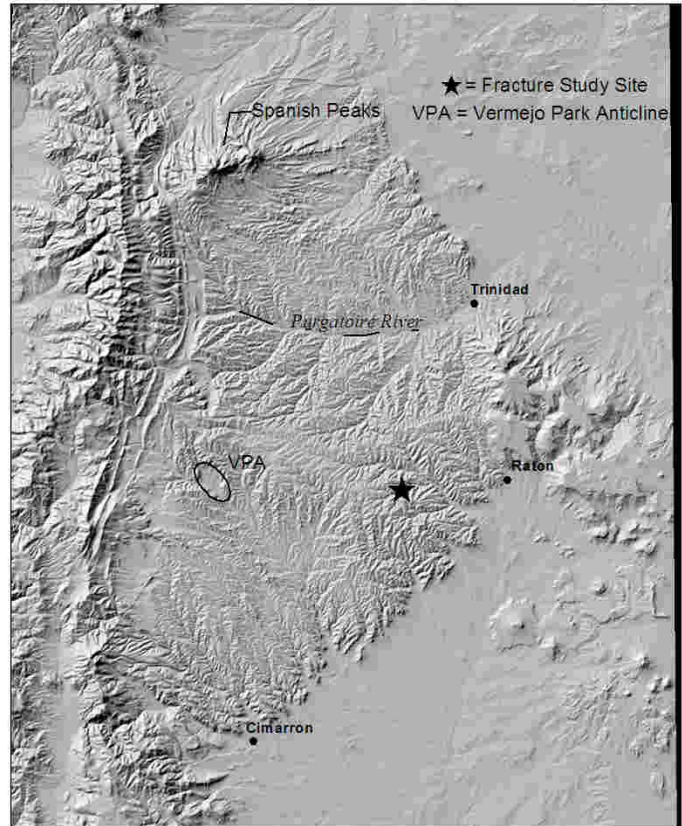 ★ = Fracture Study Site
Spanish Peaks
VPA = Vermejo Park Anticline
Trinidad
Purgatoire River
VPA
Raton
Cimarron